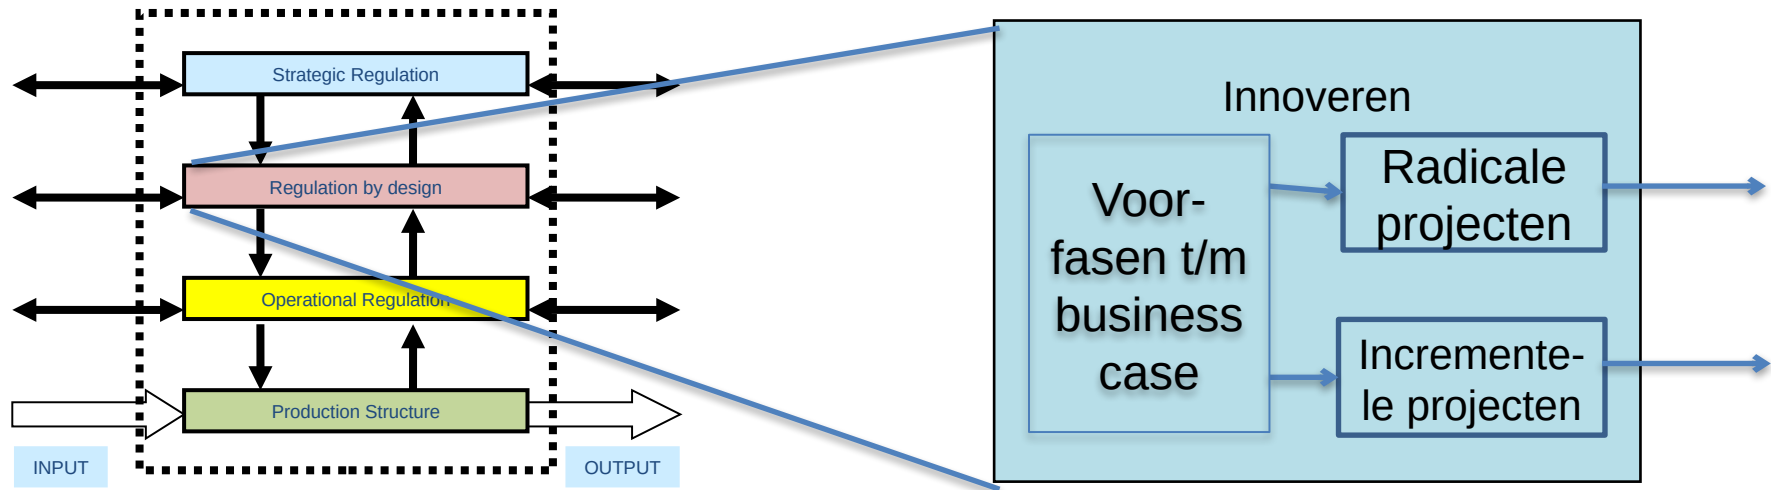 Strategic Regulation
Regulation by design
Operational Regulation
Production Structure
INPUT
OUTPUT
Innoveren
Voor-
fasen t/m
business
case
Radicale
projecten
Incremente-
le projecten